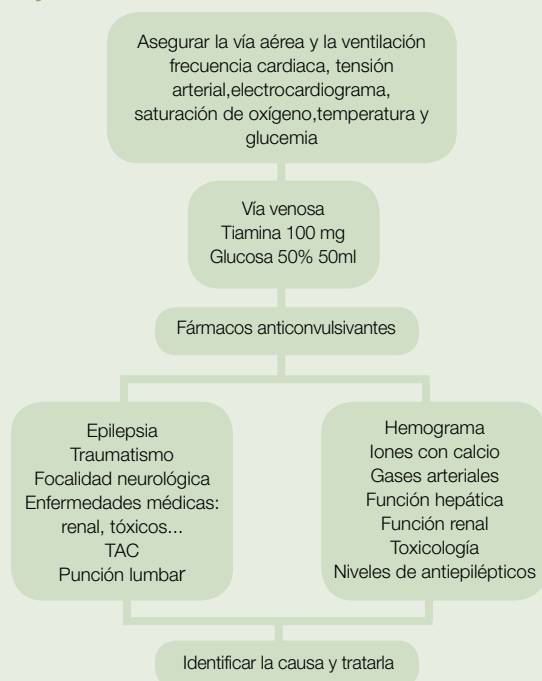 Asegurar la vía aérea y la ventilación
frecuencia cardiaca, tensión
arterial,electrocardiograma,
saturación de oxígeno,temperatura y
glucemia
Vía venosa
Tiamina 100 mg
Glucosa 50% 50ml
Fármacos anticonvulsivantes
Epilepsia
Traumatismo
Focalidad neurológica
Enfermedades médicas:
renal, tóxicos...
TAC
Punción lumbar
Hemograma
Iones con calcio
Gases arteriales
Función hepática
Función renal
Toxicología
Niveles de antiepilépticos
Identificar la causa y tratarla